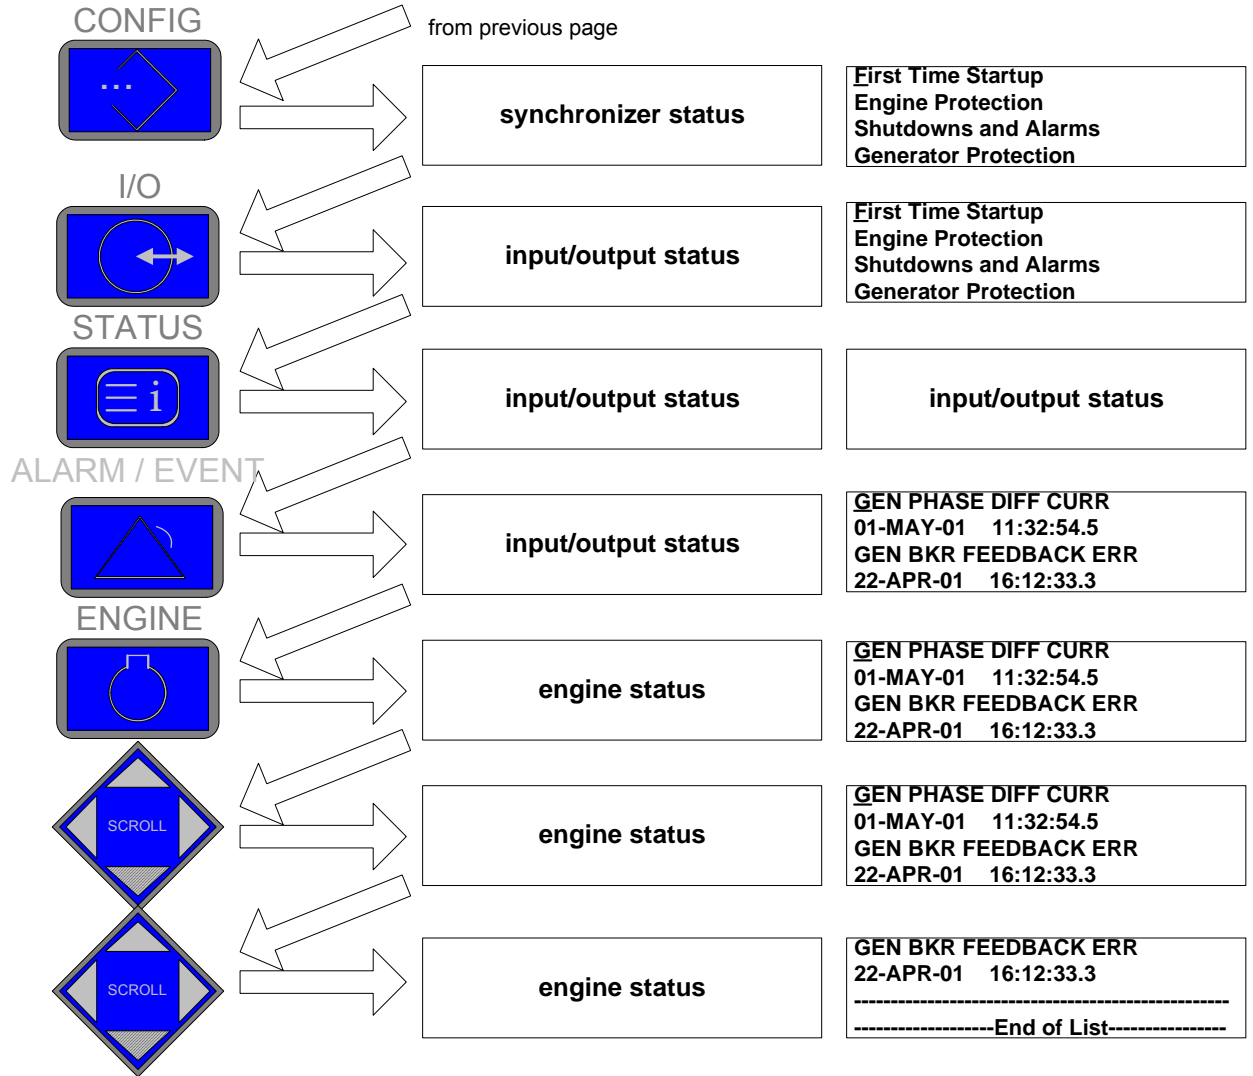 CONFIG
from previous page
synchronizer status
First Time Startup
Engine Protection
Shutdowns and Alarms
Generator Protection
I/O
input/output status
First Time Startup
Engine Protection
Shutdowns and Alarms
Generator Protection
STATUS
i
input/output status
input/output status
ALARM / EVENT
input/output status
GEN PHASE DIFF CURR
01-MAY-01 11:32:54.5
GEN BKR FEEDBACK ERR
22-APR-01 16:12:33.3
ENGINE
engine status
GEN PHASE DIFF CURR
01-MAY-01 11:32:54.5
GEN BKR FEEDBACK ERR
22-APR-01 16:12:33.3
SCROLL
engine status
GEN PHASE DIFF CURR
01-MAY-01 11:32:54.5
GEN BKR FEEDBACK ERR
22-APR-01 16:12:33.3
SCROLL
engine status
GEN BKR FEEDBACK ERR
22-APR-01 16:12:33.3
---------------------------------------------------
-------------------End of List----------------